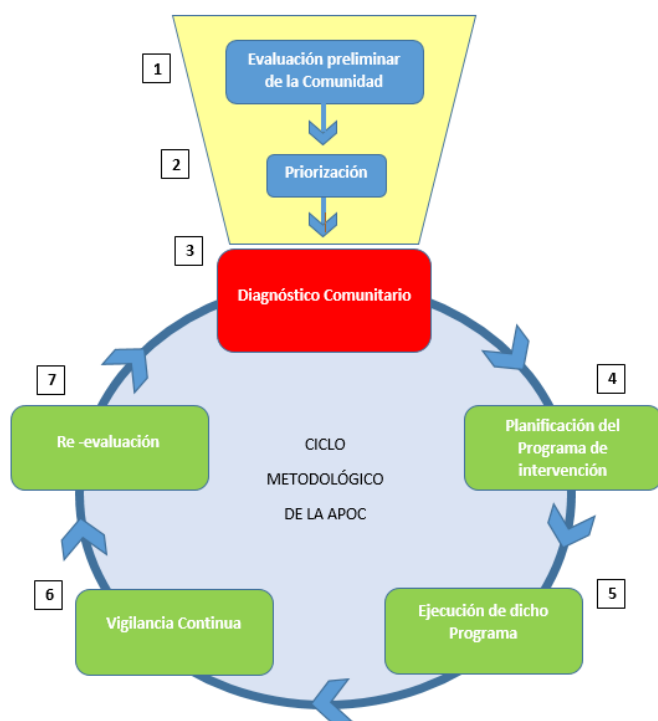 1
Evaluación preliminar
de la Comunidad
2
Priorización
3
Diagnóstico Comunitario
7
4
Re -evaluación
Planificación del
Programa de
intervención
CICLO
METODOLÓGICO
DE LA APOC
6
5
Vigilancia Continua
Ejecución de dicho
Programa